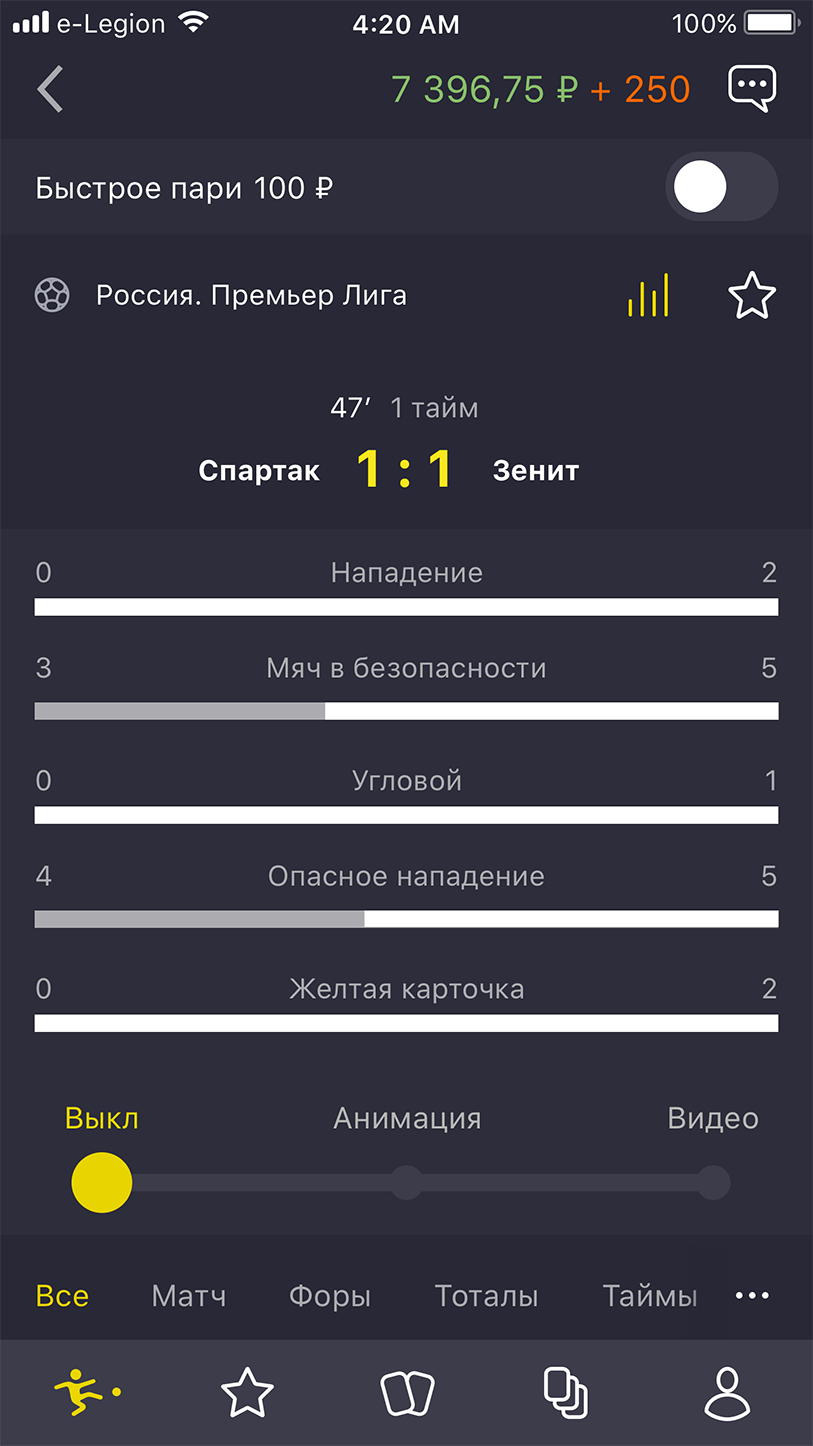 e-Legion 4:20 AM 100%
7 396,75 ₽ + 250
Быстрое пари 100 ₽
Россия. Премьер Лига
47’ 1 тайм
Спартак 1 : 1 Зенит
0 Нападение 2
3 Мяч в безопасности 5
0 Угловой 1
4 Опасное нападение 5
0 Желтая карточка 2
Выкл Анимация Видео
Все Матч Форы Тоталы Таймы